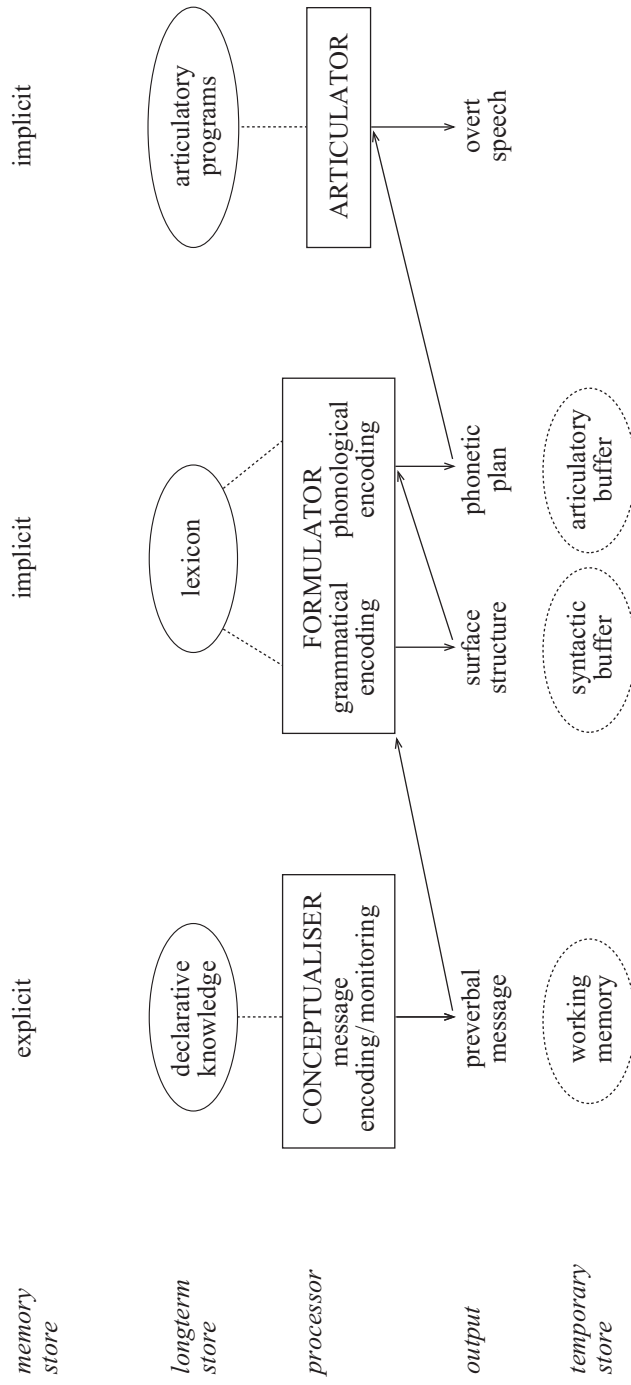 memory
store
explicit
implicit
implicit
longterm
store
declarative
knowledge
lexicon
articulatory
programs
processor
CONCEPTUALISER
message
encoding/monitoring
FORMULATOR
grammatical
encoding
phonological
encoding
ARTICULATOR
output
preverbal
message
surface
structure
phonetic
plan
overt
speech
temporary
store
working
memory
syntactic
buffer
articulatory
buffer